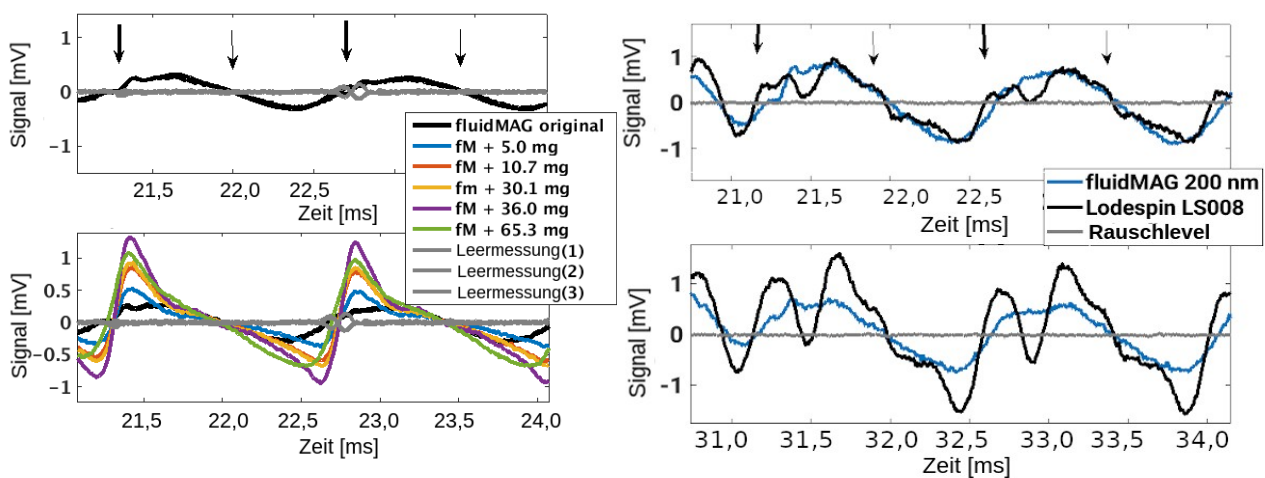 Signal [mV]
1
0
-1
21,5
22,0
22,5
Zeit [ms]
fluidMAG original
fM + 5.0 mg
fM + 10.7 mg
fm + 30.1 mg
fM + 36.0 mg
fM + 65.3 mg
Leermessung(1)
Leermessung(2)
Leermessung(3)
Signal [mV]
1
0.5
0
−0.5
-1
21,5
22,0
22,5
23,0
23,5
24,0
Zeit [ms]
Signal [mV]
1
0
-1
21,0
21,5
22,0
22,5
Zeit [ms]
fluidMAG 200 nm
Lodespin LS008
Rauschlevel
Signal [mV]
1
0
-1
31,0
31,5
32,0
32,5
33,0
33,5
34,0
Zeit [ms]